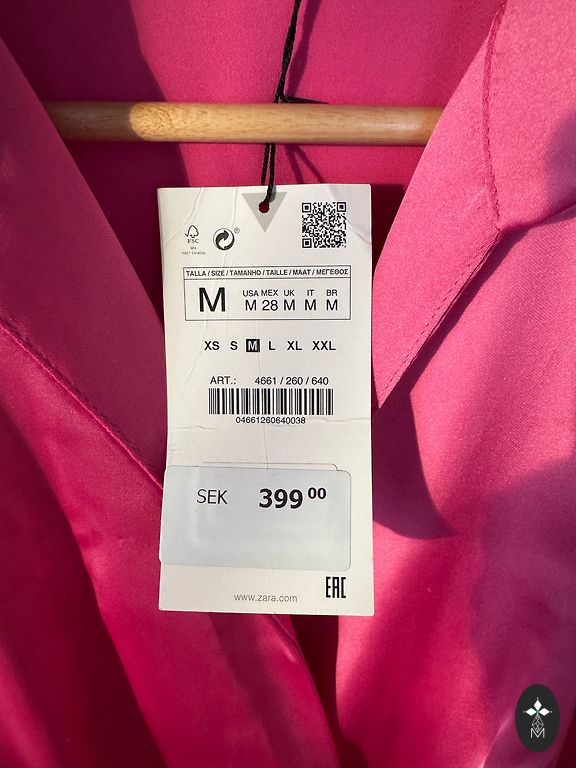 FSC
MIX
TALLA / SIZE / TAMANHO / TAILLE / MAAT / ΜΕΓΕΘΟΣ
M
USA MEX UK IT BR
M 28 M M M
XS S M L XL XXL
ART.: 4661 / 260 / 640
04661260640038
SEK 399 00
www.zara.com
EAC
M